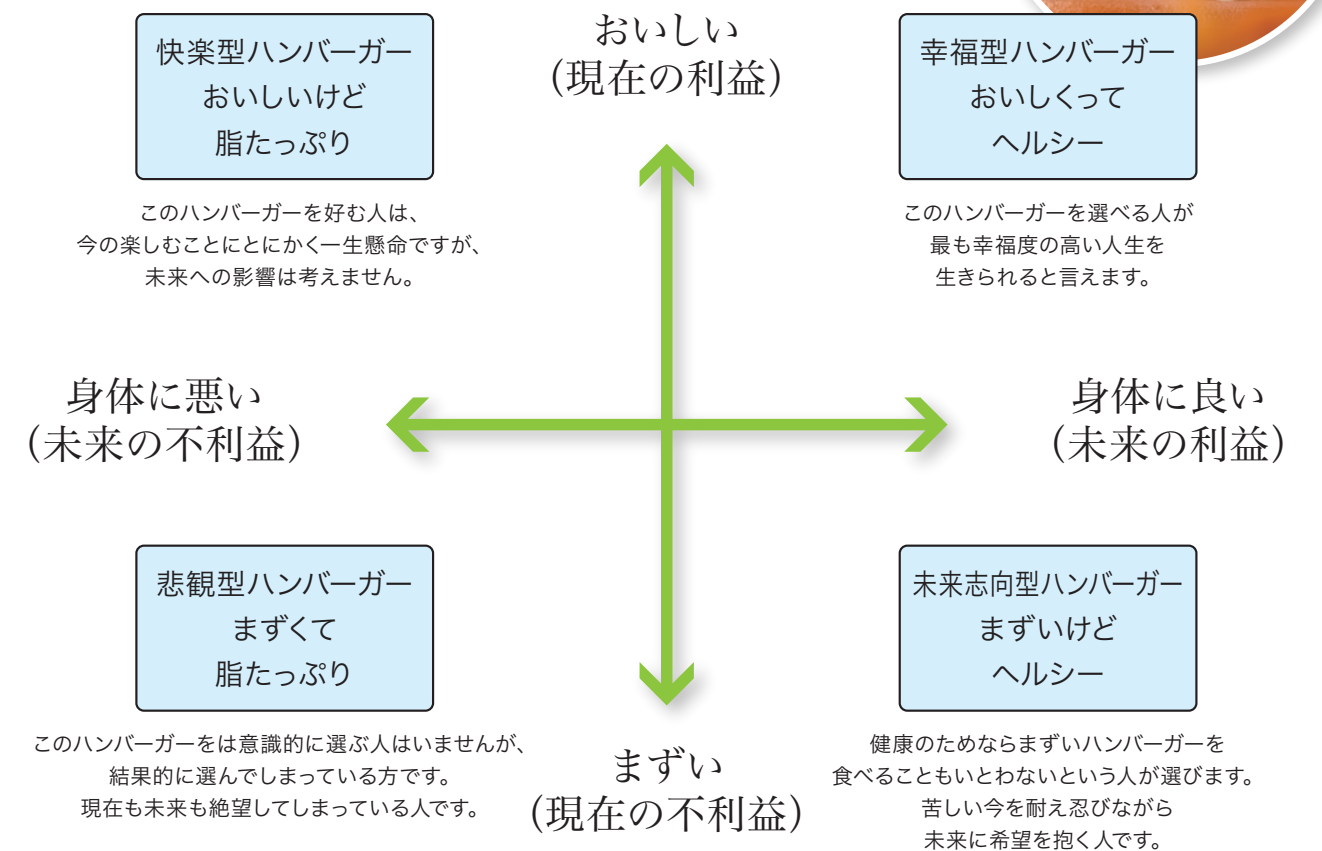 おいしい
（現在の利益）
快楽型ハンバーガー
おいしいけど
脂たっぷり
このハンバーガーを好む人は、
今の楽しむことにとにかく一生懸命ですが、
未来への影響は考えません。
幸福型ハンバーガー
おいしくって
ヘルシー
このハンバーガーを選べる人が
最も幸福度の高い人生を
生きられると言えます。
身体に悪い
（未来の不利益）
身体に良い
（未来の利益）
悲観型ハンバーガー
まずくて
脂たっぷり
このハンバーガーをは意識的に選ぶ人はいませんが、
結果的に選んでしまっている方です。
現在も未来も絶望してしまっている人です。
未来志向型ハンバーガー
まずいけど
ヘルシー
健康のためならまずいハンバーガーを
食べることもいとわないという人が選びます。
苦しい今を耐え忍びながら
未来に希望を抱く人です。
まずい
（現在の不利益）